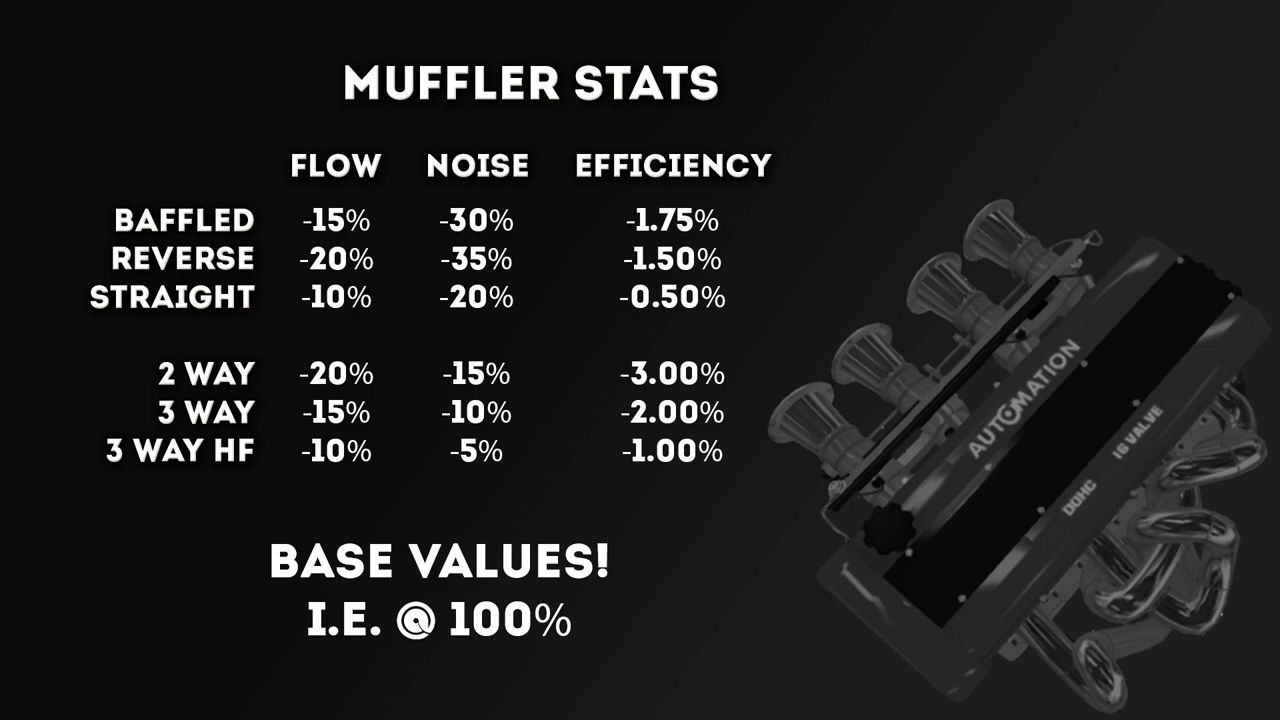 MUFFLER STATS
FLOW NOISE EFFICIENCY
BAFFLED -15% -30% -1.75%
REVERSE -20% -35% -1.50%
STRAIGHT -10% -20% -0.50%
2 WAY -20% -15% -3.00%
3 WAY -15% -10% -2.00%
3 WAY HF -10% -5% -1.00%
BASE VALUES!
I.E. @ 100%
AUTOMATION
DOHC 16 VALVE